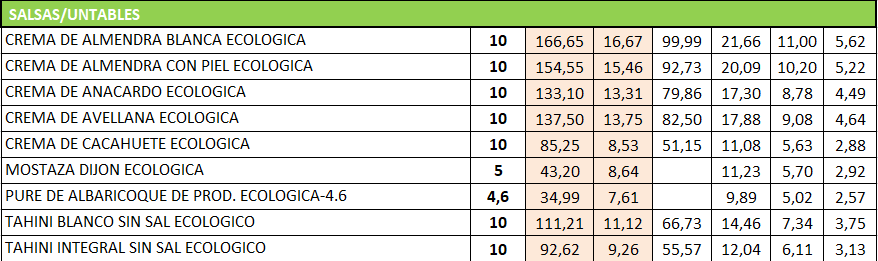 SALSAS/UNTABLES
CREMA DE ALMENDRA BLANCA ECOLOGICA 10 166,65 16,67 99,99 21,66 11,00 5,62
CREMA DE ALMENDRA CON PIEL ECOLOGICA 10 154,55 15,46 92,73 20,09 10,20 5,22
CREMA DE ANACARDO ECOLOGICA 10 133,10 13,31 79,86 17,30 8,78 4,49
CREMA DE AVELLANA ECOLOGICA 10 137,50 13,75 82,50 17,88 9,08 4,64
CREMA DE CACAHUETE ECOLOGICA 10 85,25 8,53 51,15 11,08 5,63 2,88
MOSTAZA DIJON ECOLOGICA 5 43,20 8,64 11,23 5,70 2,92
PURE DE ALBARICOQUE DE PROD. ECOLOGICA-4.6 4,6 34,99 7,61 9,89 5,02 2,57
TAHINI BLANCO SIN SAL ECOLOGICO 10 111,21 11,12 66,73 14,46 7,34 3,75
TAHINI INTEGRAL SIN SAL ECOLOGICO 10 92,62 9,26 55,57 12,04 6,11 3,13